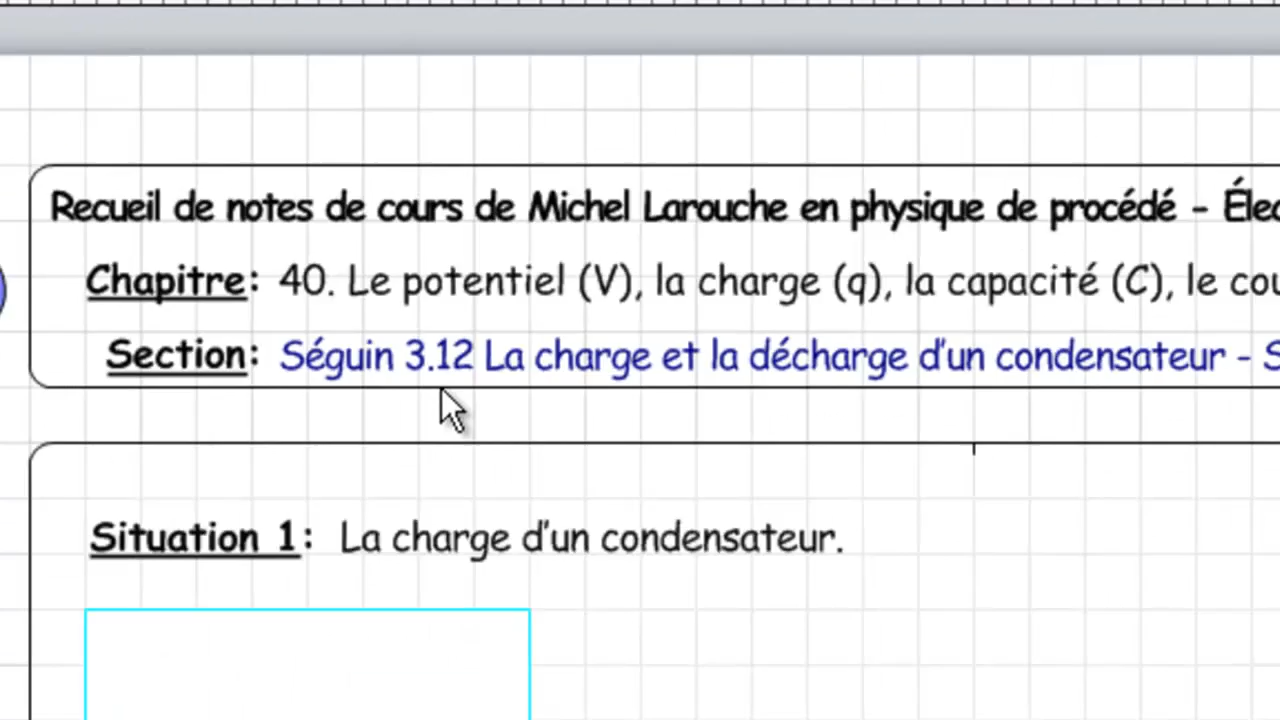 Recueil de notes de cours de Michel Larouche en physique de procédé -
Chapitre: 40. Le potentiel (V), la charge (q), la capacité (C), le
Section: Séguin 3.12 La charge et la décharge d'un condensateur -
Situation 1: La charge d'un condensateur.